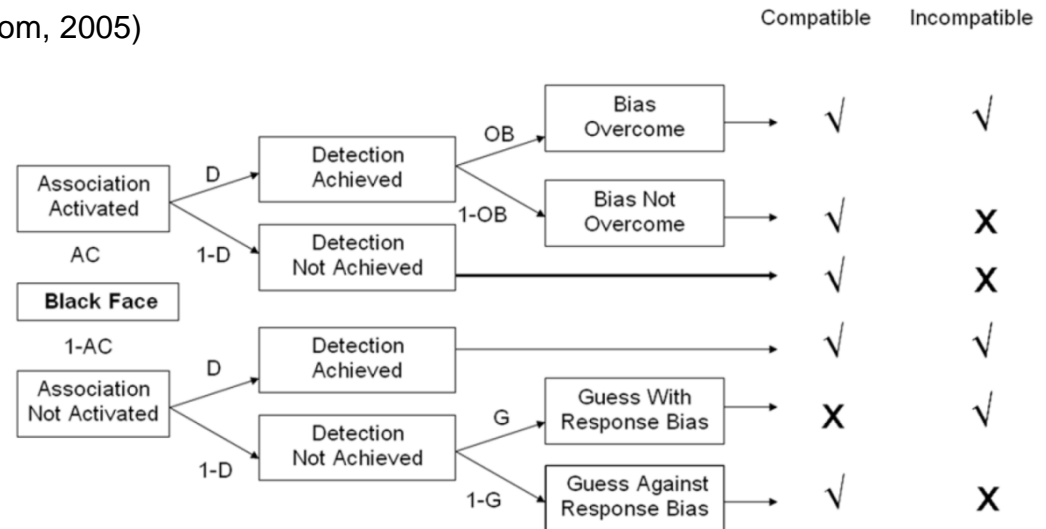 om, 2005)
Compatible Incompatible
Bias
Overcome
√ √
OB
Detection
Achieved
D
Association
Activated
Bias Not
Overcome
√ X
1-OB
Detection
Not Achieved
1-D
AC
√ X
Black Face
1-AC
Detection
Achieved
√ √
D
Association
Not Activated
Guess With
Response Bias
X √
G
Detection
Not Achieved
1-D
1-G
Guess Against
Response Bias
√ X